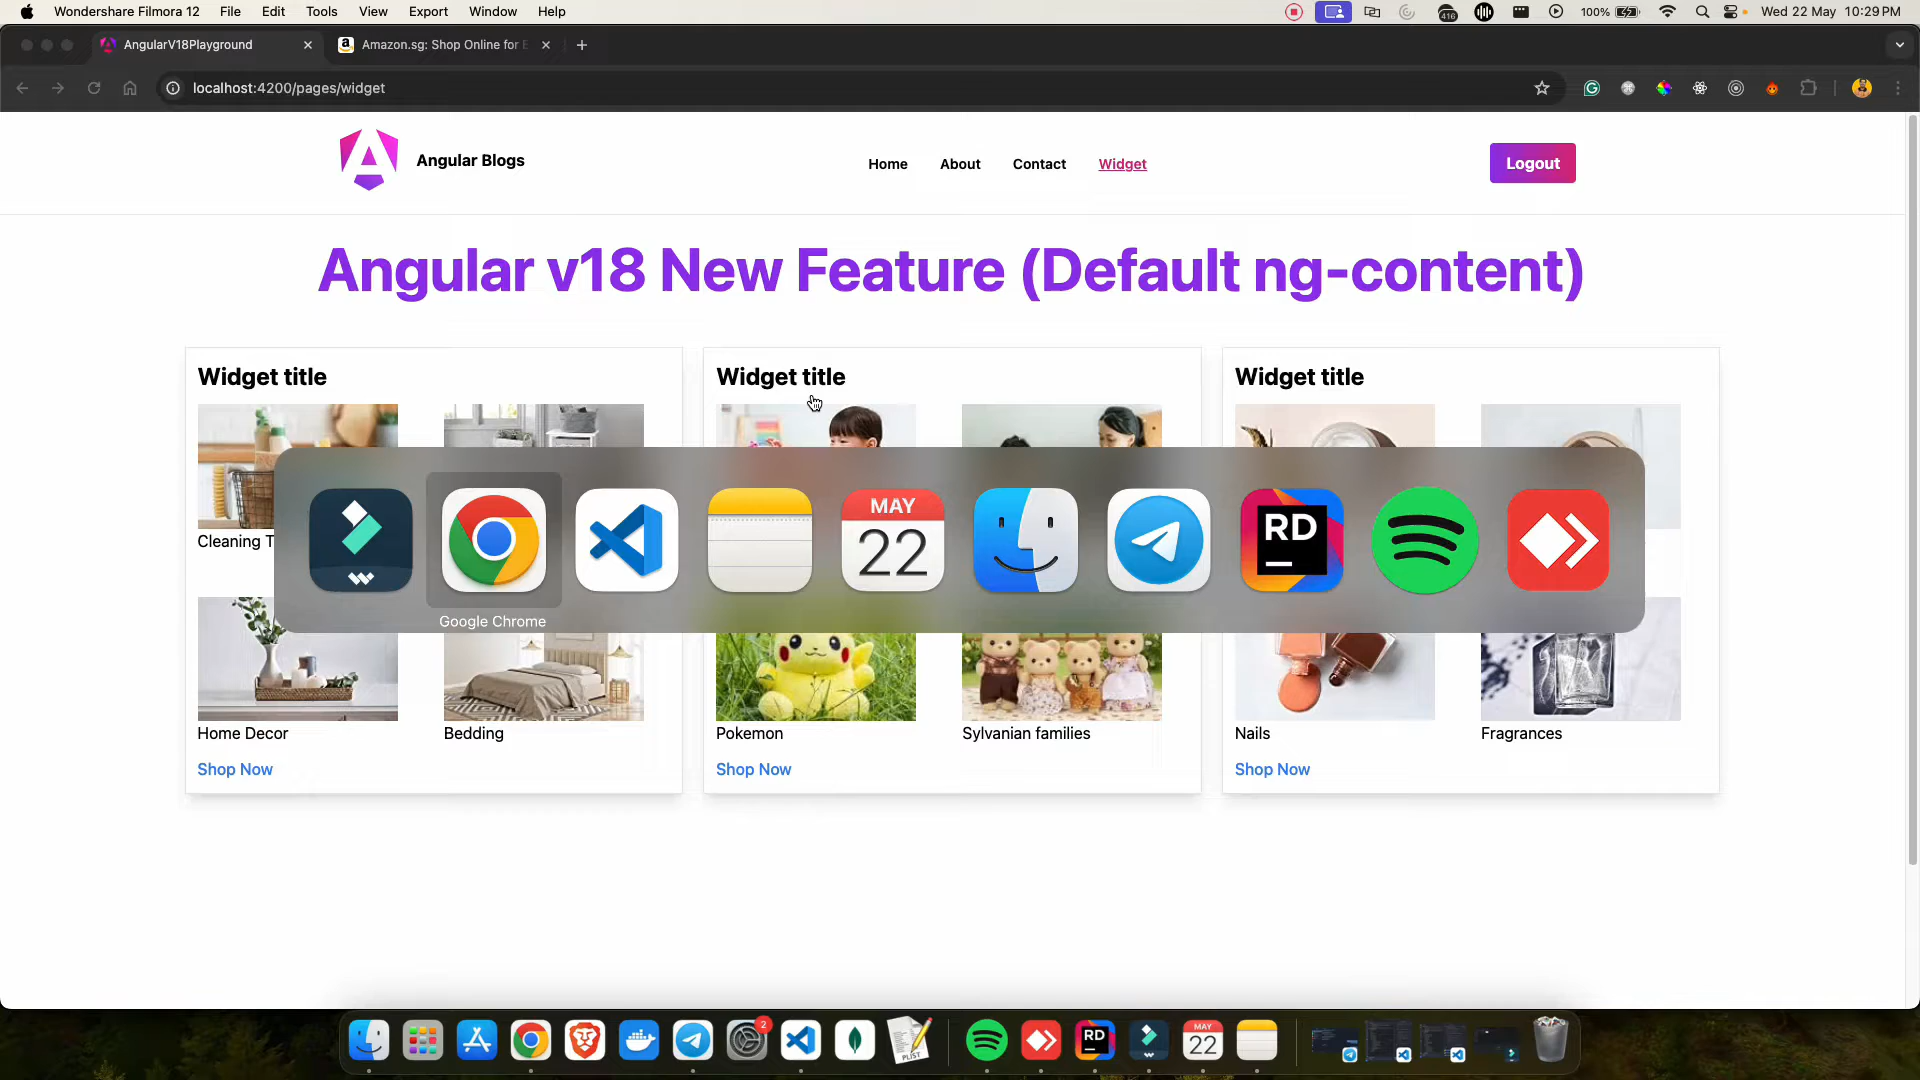 Wondershare Filmora 12 File Edit Tools View Export Window Help
416 100% Wed 22 May 10:29 PM
AngularV18Playground
Amazon.sg: Shop Online for E
localhost:4200/pages/widget
Angular Blogs
Home About Contact Widget
Logout
Angular v18 New Feature (Default ng-content)
Widget title
Widget title
Widget title
Cleaning T
MAY
22
RD
Google Chrome
Home Decor
Bedding
Shop Now
Pokemon
Sylvanian families
Shop Now
Nails
Fragrances
Shop Now
2
PLIST
RD
MAY
22